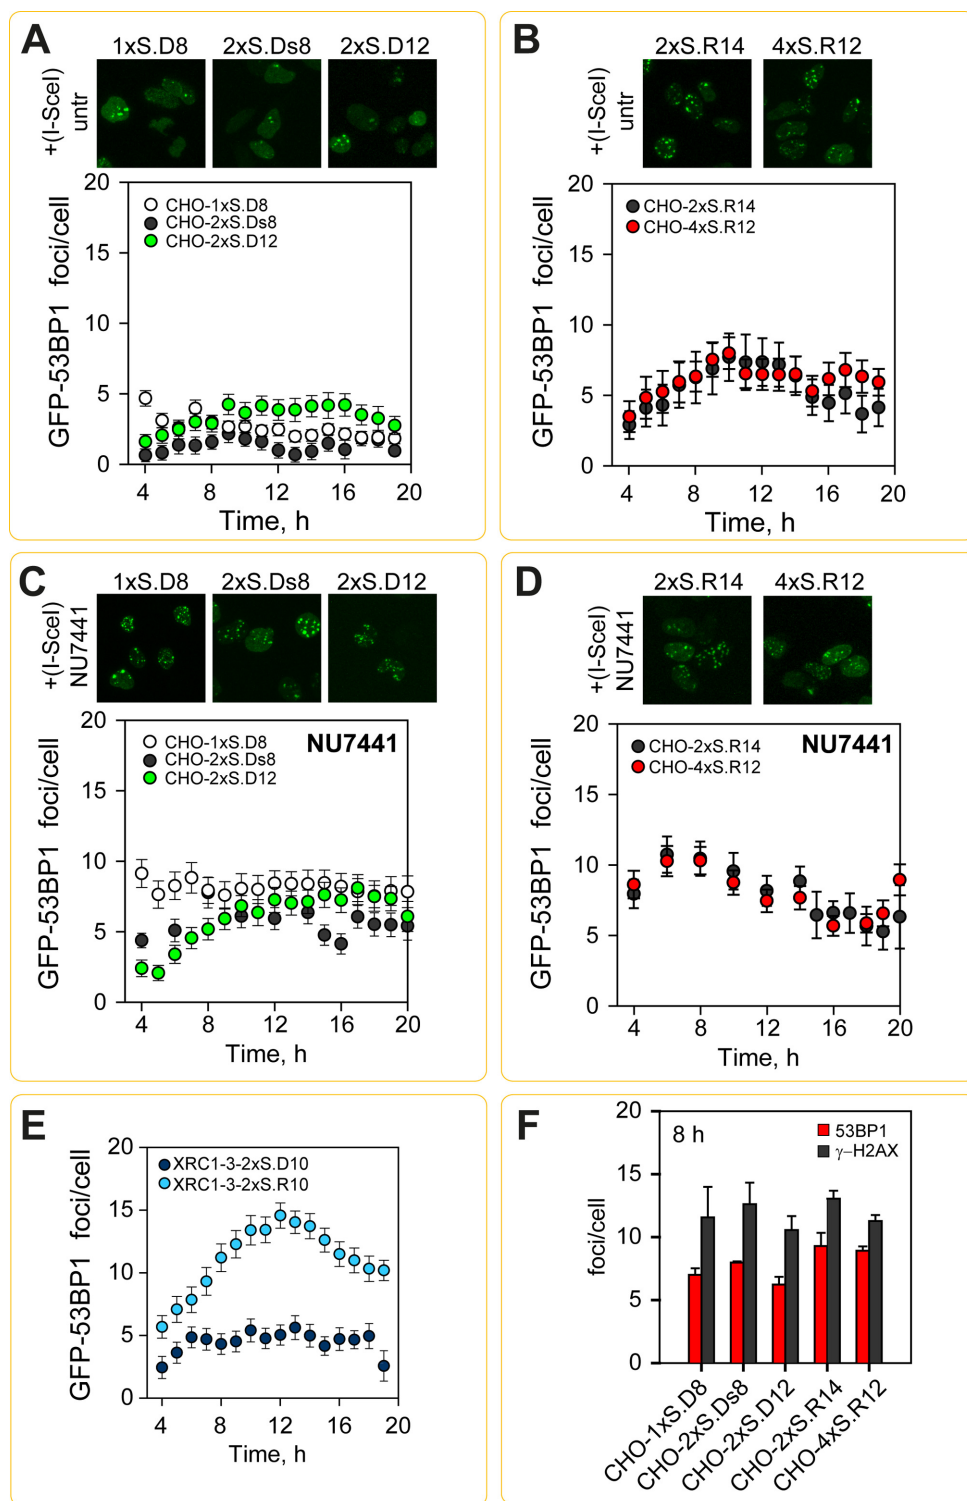 A
1xS.D8 2xS.Ds8 2xS.D12
+(I-SceI)
untr
20
15
10
5
0
GFP-53BP1 foci/cell
CHO-1xS.D8
CHO-2xS.Ds8
CHO-2xS.D12
4 8 12 16 20
Time, h
B
2xS.R14 4xS.R12
+(I-SceI)
untr
20
15
10
5
0
GFP-53BP1 foci/cell
CHO-2xS.R14
CHO-4xS.R12
4 8 12 16 20
Time, h
C
1xS.D8 2xS.Ds8 2xS.D12
+(I-SceI)
NU7441
20
15
10
5
0
GFP-53BP1 foci/cell
CHO-1xS.D8
CHO-2xS.Ds8
CHO-2xS.D12
NU7441
4 8 12 16 20
Time, h
D
2xS.R14 4xS.R12
+(I-SceI)
NU7441
20
15
10
5
0
GFP-53BP1 foci/cell
CHO-2xS.R14
CHO-4xS.R12
NU7441
4 8 12 16 20
Time, h
E
20
15
10
5
0
GFP-53BP1 foci/cell
XRC1-3-2xS.D10
XRC1-3-2xS.R10
4 8 12 16 20
Time, h
F
20
15
10
5
0
foci/cell
8 h
53BP1
γ–H2AX
CHO-1xS.D8
CHO-2xS.Ds8
CHO-2xS.D12
CHO-2xS.R14
CHO-4xS.R12